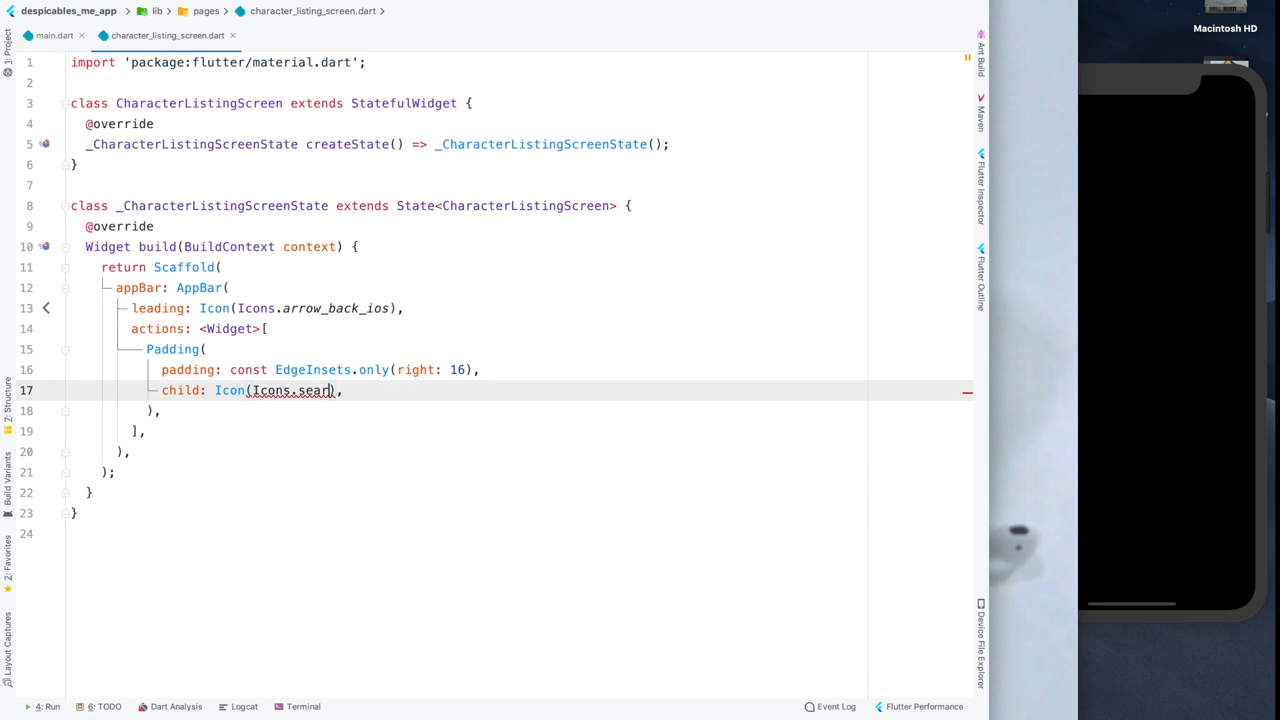 despicables_me_app lib pages character_listing_screen.dart
main.dart character_listing_screen.dart
1 import 'package:flutter/material.dart';
2
3 class CharacterListingScreen extends StatefulWidget {
4 @override
5 _CharacterListingScreenState createState() => _CharacterListingScreenState();
6 }
7
8 class _CharacterListingScreenState extends State<CharacterListingScreen> {
9 @override
10 Widget build(BuildContext context) {
11 return Scaffold(
12 appBar: AppBar(
13 leading: Icon(Icons.arrow_back_ios),
14 actions: <Widget>[
15 Padding(
16 padding: const EdgeInsets.only(right: 16),
17 child: Icon(Icons.sear),
18 ),
19 ],
20 ),
21 );
22 }
23 }
24
1: Project
7: Structure
Build Variants
2: Favorites
Layout Captures
Ant Build
Maven
Flutter Inspector
Flutter Outline
Device File Explorer
Macintosh HD
4: Run 6: TODO Dart Analysis Logcat Terminal Event Log Flutter Performance